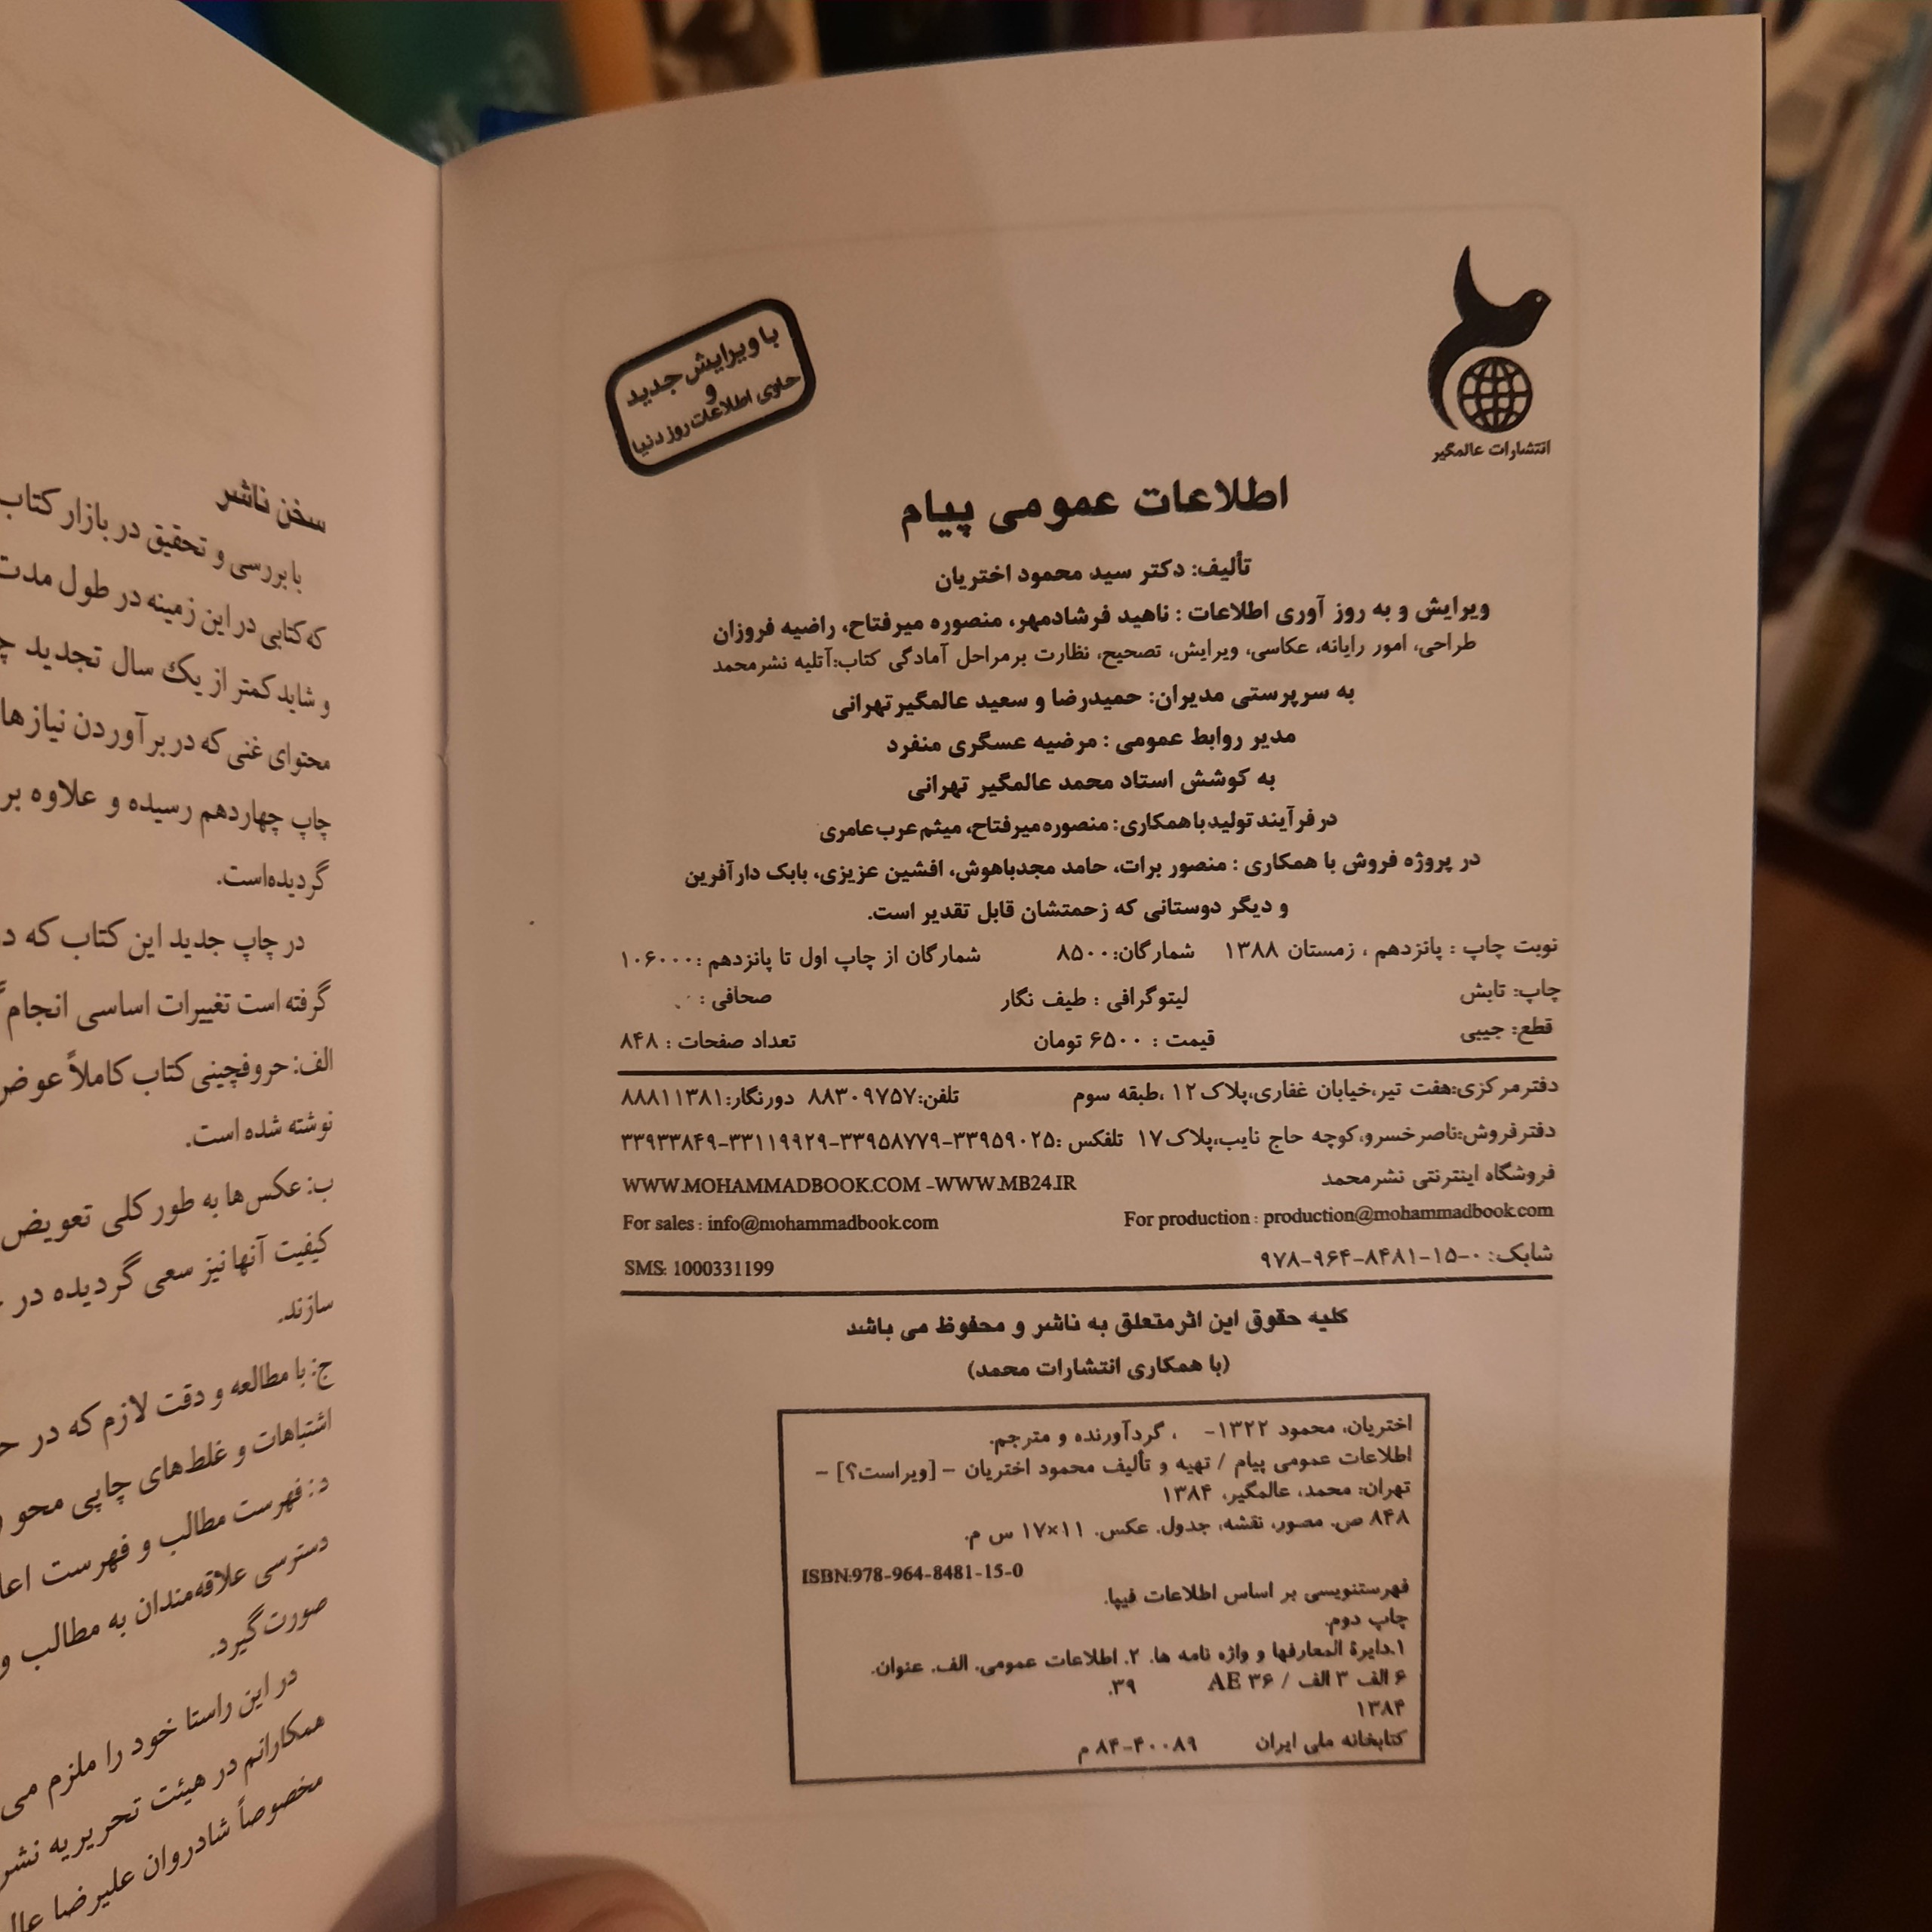 انتشارات عالمگیر
با ویرایش جدید
و
حاوی اطلاعات روز دنیا
اطلاعات عمومی پیام
تألیف: دکتر سید محمود اختریان
ویرایش و به روز آوری اطلاعات : ناهید فرشادمهر، منصوره میرفتاح، راضیه فروزان
طراحی، امور رایانه، عکاسی، ویرایش، تصحیح، نظارت برمراحل آمادگی کتاب:آتلیه نشرمحمد
به سرپرستی مدیران: حمیدرضا و سعید عالمگیرتهرانی
مدیر روابط عمومی : مرضیه عسگری منفرد
به کوشش استاد محمد عالمگیر تهرانی
درفرآیند تولید باهمکاری: منصوره میرفتاح، میثم عرب عامری
در پروژه فروش با همکاری : منصور برات، حامد مجدباهوش، افشین عزیزی، بابک دارآفرین
و دیگر دوستانی که زحمتشان قابل تقدیر است.
نوبت چاپ : پانزدهم ، زمستان ۱۳۸۸ شمارگان:۸۵۰۰ شمارگان از چاپ اول تا پانزدهم :۱۰۶۰۰۰
چاپ: تابش لیتوگرافی : طیف نگار صحافی :
قطع: جیبی قیمت : ۶۵۰۰ تومان تعداد صفحات : ۸۴۸
دفترمرکزی:هفت تیر،خیابان غفاری،پلاک۱۲ ،طبقه سوم تلفن:۸۸۳۰۹۷۵۷ دورنگار:۸۸۸۱۱۳۸۱
دفترفروش:ناصرخسرو،کوچه حاج نایب،پلاک۱۷ تلفکس :۳۳۹۵۹۰۲۵-۳۳۹۵۸۷۷۹-۳۳۱۱۹۹۲۹-۳۳۹۳۳۸۴۹
فروشگاه اینترنتی نشرمحمد WWW.MOHAMMADBOOK.COM -WWW.MB24.IR
For sales : info@mohammadbook.com For production : production@mohammadbook.com
شابک: ۰-۱۵-۸۴۸۱-۹۶۴-۹۷۸ SMS: 1000331199
کلیه حقوق این اثرمتعلق به ناشر و محفوظ می باشد
(با همکاری انتشارات محمد)
اختریان، محمود ۱۳۲۲- ، گردآورنده و مترجم.
اطلاعات عمومی پیام / تهیه و تألیف محمود اختریان - [ویراست؟] -
تهران: محمد، عالمگیر، ۱۳۸۴
۸۴۸ ص. مصور، نقشه، جدول، عکس. ۱۱×۱۷ س م.
ISBN:978-964-8481-15-0
فهرستنویسی بر اساس اطلاعات فیپا.
چاپ دوم.
۱.دایرة المعارفها و واژه نامه ها. ۲. اطلاعات عمومی. الف. عنوان.
۶ الف ۳ الف / AE ۳۶ ۳۹.
۱۳۸۴
کتابخانه ملی ایران ۴۰۰۸۹-۸۴ م
سخن ناشر
با بررسی و تحقیق در بازار کتاب
که کتابی در این زمینه در طول مدت
و شاید کمتر از یک سال تجدید
محتوای غنی که در برآوردن نیازها
چاپ چهاردهم رسیده و علاوه بر
گردیده‌است.
در چاپ جدید این کتاب که
گرفته است تغییرات اساسی انجام
الف: حروفچینی کتاب کاملاً عوض
نوشته شده است.
ب: عکس‌ها به طور کلی تعویض
کیفیت آنها نیز سعی گردیده در
سازند.
ج: با مطالعه و دقت لازم که در
اشتباهات و غلط‌های چاپی محو
د: فهرست مطالب و فهرست
دسترسی علاقه‌مندان به مطالب و
صورت گیرد.
در این راستا خود را ملزم می
همکارانم در هیئت تحریریه نشر
مخصوصاً شادروان علیرضا